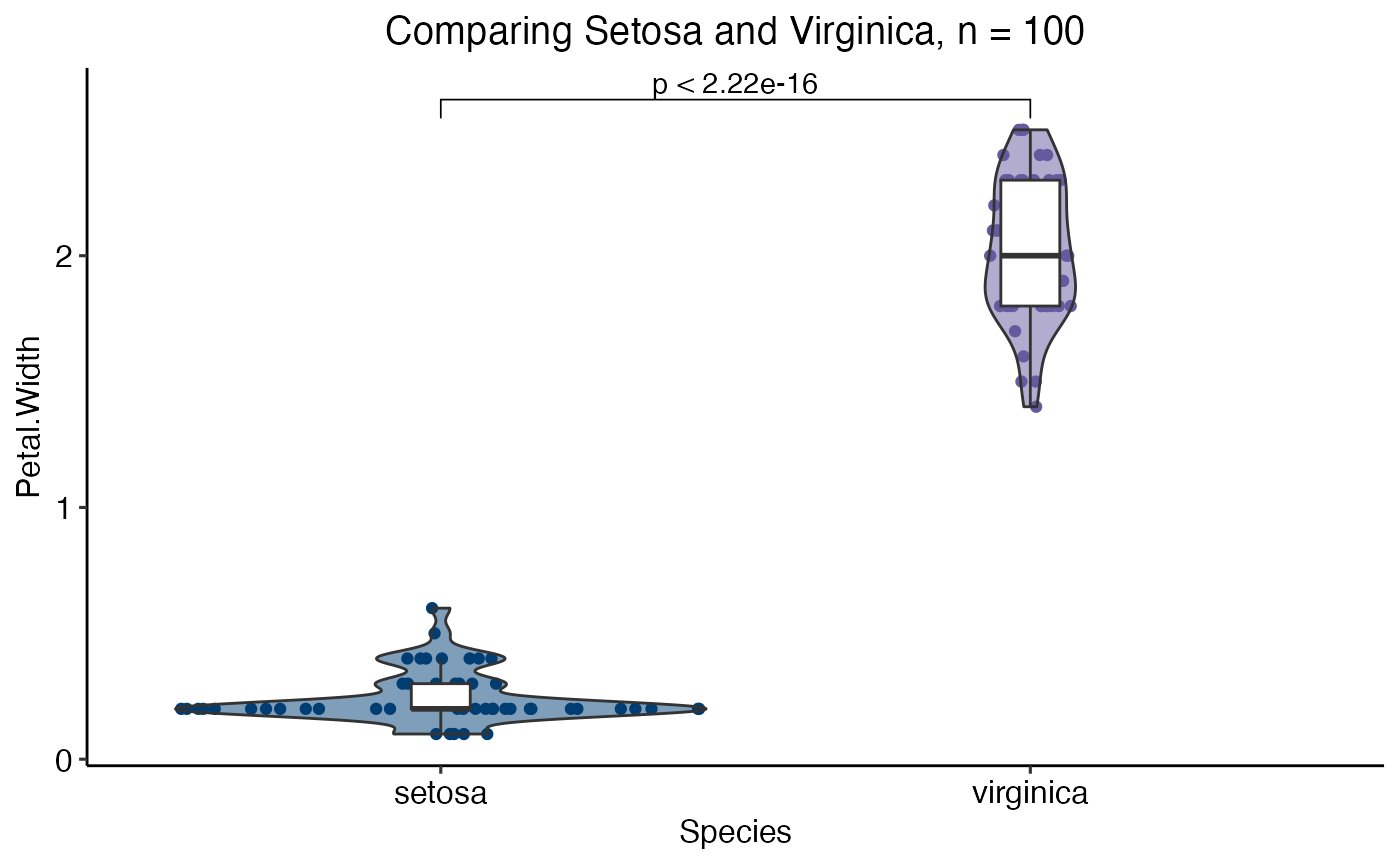 Comparing Setosa and Virginica, n = 100
p < 2.22e-16
2
1
0
Petal.Width
setosa virginica
Species